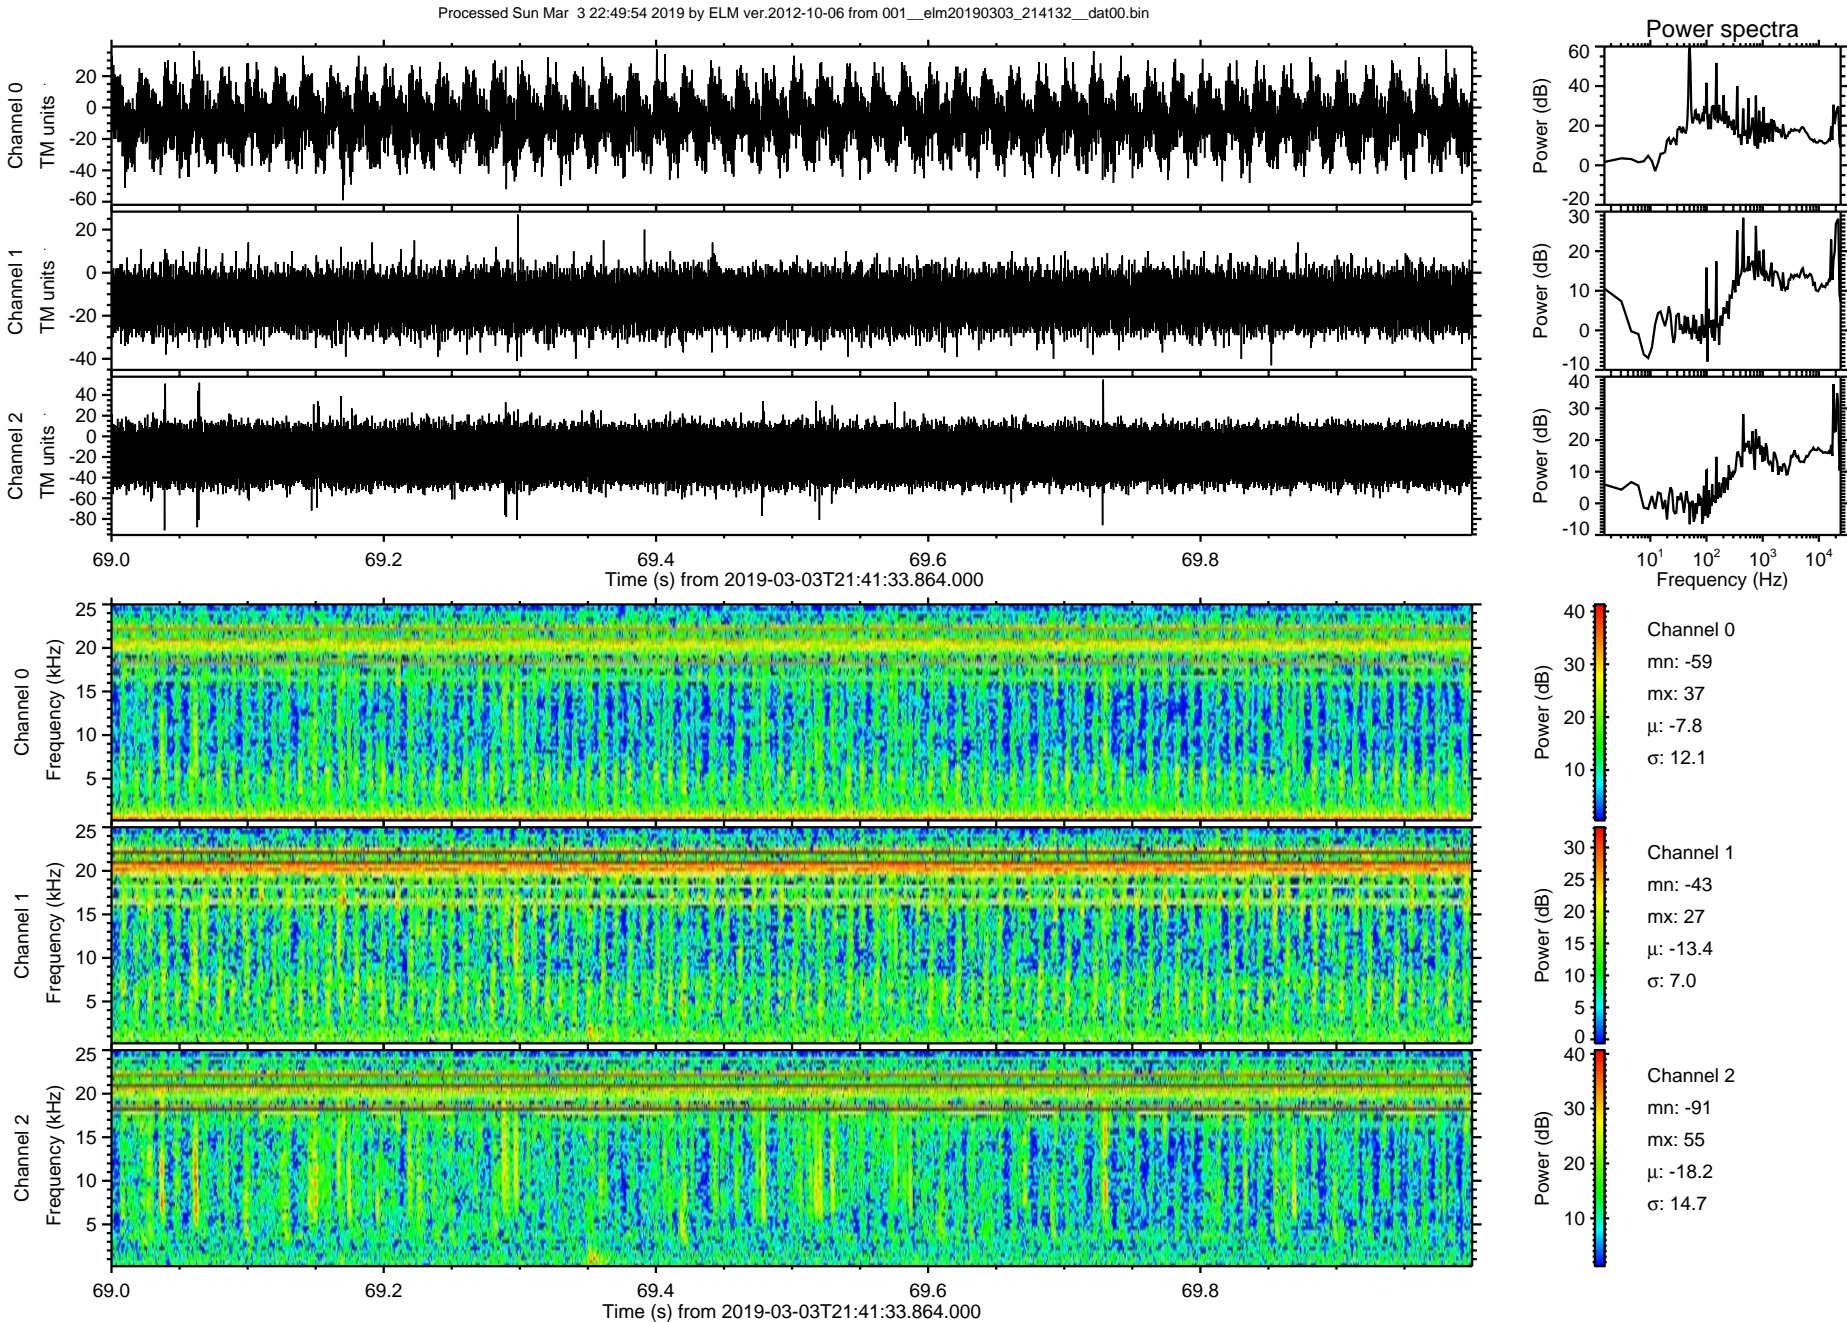 Processed Sun Mar 3 22:49:54 2019 by ELM ver.2012-10-06 from 001__elm20190303_214132__dat00.bin
Power spectra
Channel 0
TM units
20
0
-20
-40
-60
Power (dB)
60
40
20
0
-20
Channel 1
TM units
20
0
-20
-40
Power (dB)
30
20
10
0
-10
Channel 2
TM units
40
20
0
-20
-40
-60
-80
Power (dB)
40
30
20
10
0
-10
69.0 69.2 69.4 69.6 69.8
Time (s) from 2019-03-03T21:41:33.864.000
10^1 10^2 10^3 10^4
Frequency (Hz)
Channel 0
Frequency (kHz)
25
20
15
10
5
Power (dB)
40
30
20
10
Channel 0
mn: -59
mx: 37
μ: -7.8
σ: 12.1
Channel 1
Frequency (kHz)
25
20
15
10
5
Power (dB)
30
25
20
15
10
5
0
Channel 1
mn: -43
mx: 27
μ: -13.4
σ: 7.0
Channel 2
Frequency (kHz)
25
20
15
10
5
Power (dB)
40
30
20
10
Channel 2
mn: -91
mx: 55
μ: -18.2
σ: 14.7
69.0 69.2 69.4 69.6 69.8
Time (s) from 2019-03-03T21:41:33.864.000